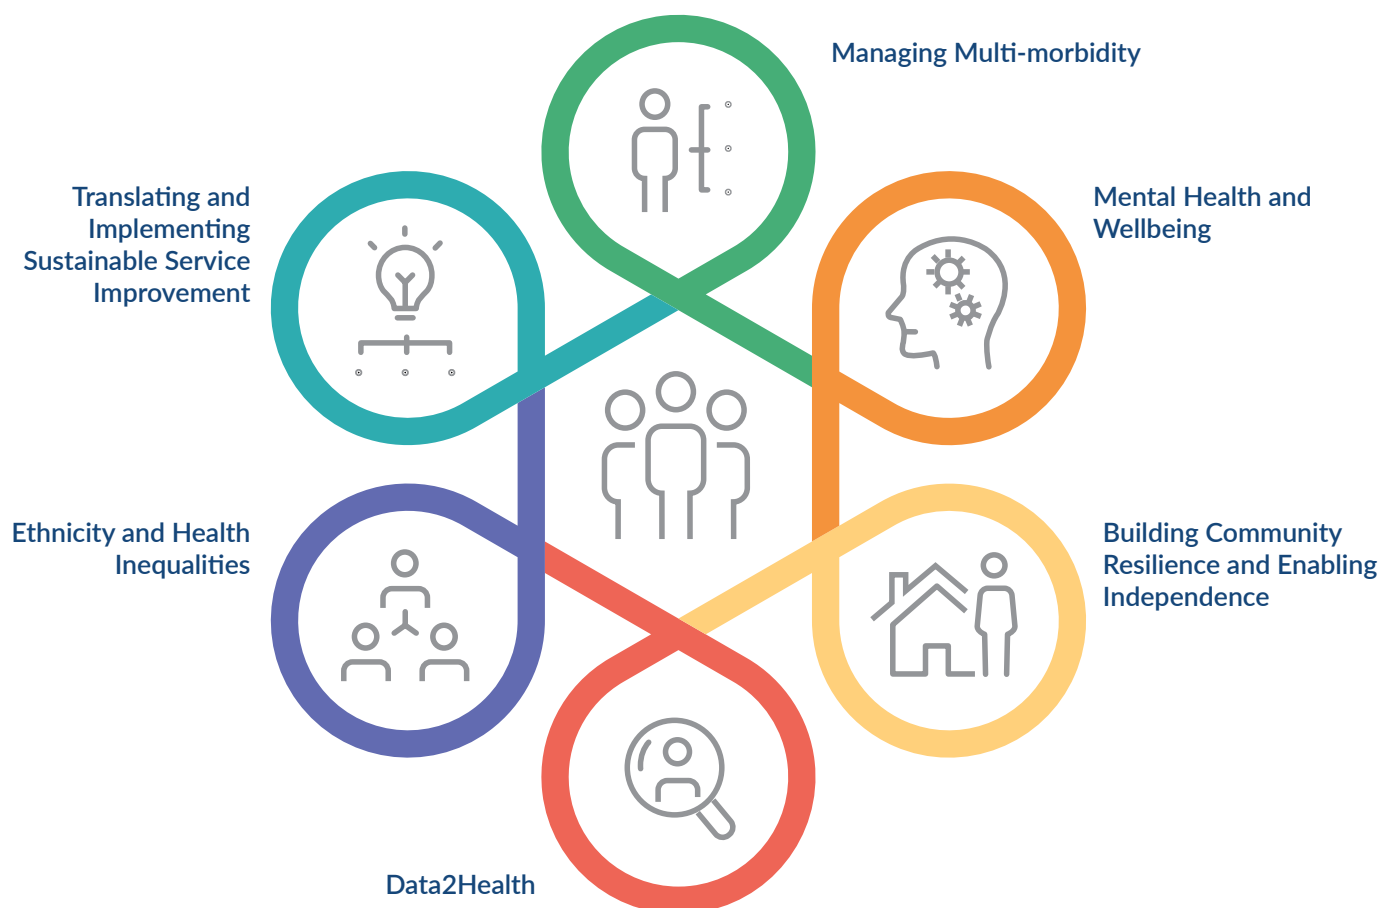 Managing Multi-morbidity
Translating and
Implementing
Sustainable Service
Improvement
Mental Health and
Wellbeing
Ethnicity and Health
Inequalities
Building Community
Resilience and Enabling
Independence
Data2Health